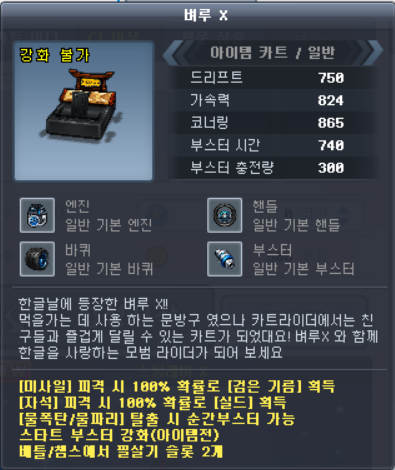 벼루 X
강화 불가
아이템 카트 / 일반
드리프트 750
가속력 824
코너링 865
부스터 시간 740
부스터 충전량 300
엔진
일반 기본 엔진
핸들
일반 기본 핸들
바퀴
일반 기본 바퀴
부스터
일반 기본 부스터
한글날에 등장한 벼루 X!!
먹을가는 데 사용 하는 문방구 였으나 카트라이더에서는 친
구들과 즐겁게 달릴 수 있는 카트가 되었대요! 벼루X 와 함께
한글을 사랑하는 모범 라이더가 되어 보세요
[미사일] 피격 시 100% 확률로 [검은 기름] 획득
[자석] 피격 시 100% 확률로 [실드] 획득
[물폭탄/물파리] 탈출 시 순간부스터 가능
스타트 부스터 강화(아이템전)
배틀/챔스에서 필살기 슬롯 2개